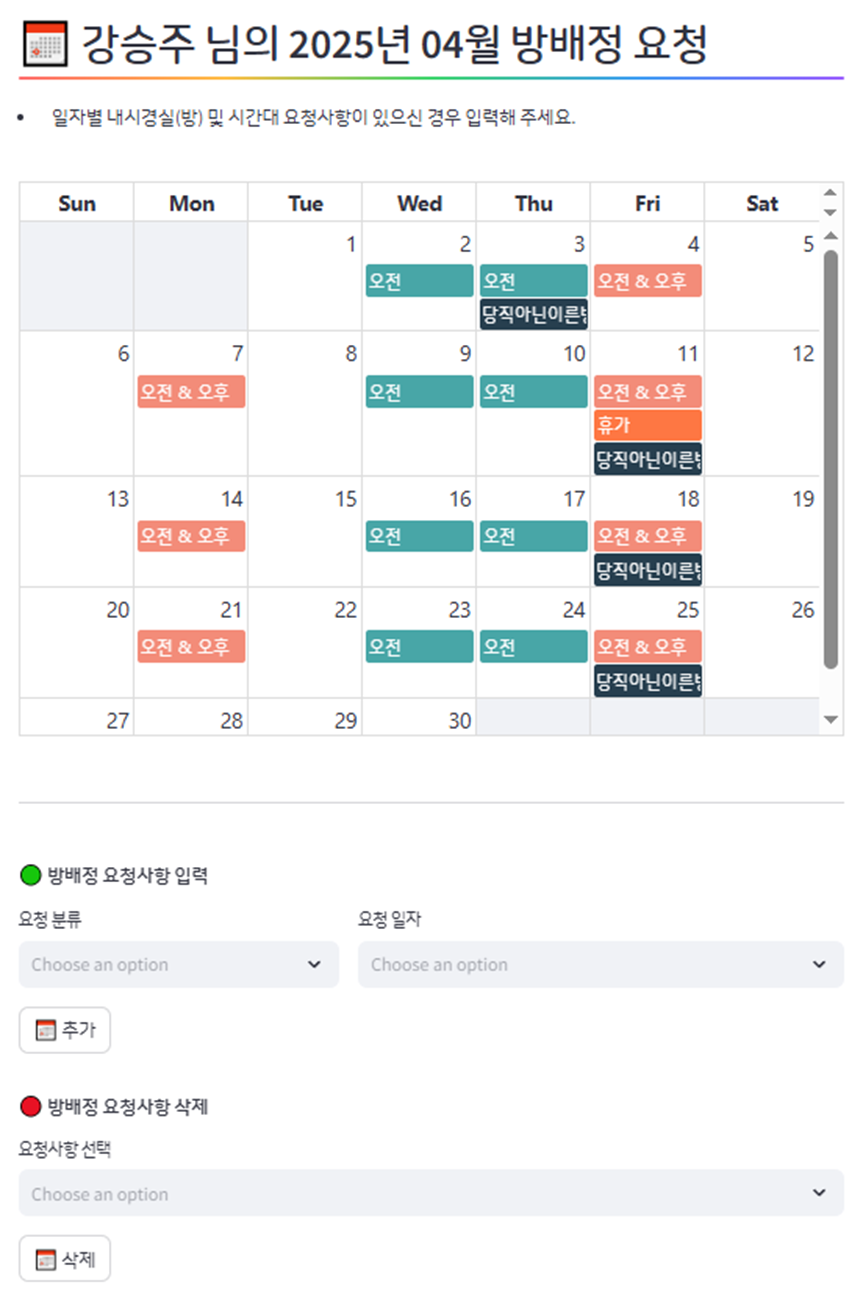 강승주 님의 2025년 04월 방배정 요청
• 일자별 내시경실(방) 및 시간대 요청사항이 있으신 경우 입력해 주세요.
Sun Mon Tue Wed Thu Fri Sat
1 2 3 4 5
오전 오전 오전 & 오후
당직아닌이른
6 7 8 9 10 11 12
오전 & 오후 오전 오전 오전 & 오후
휴가
당직아닌이른
13 14 15 16 17 18 19
오전 & 오후 오전 오전 오전 & 오후
당직아닌이른
20 21 22 23 24 25 26
오전 & 오후 오전 오전 오전 & 오후
당직아닌이른
27 28 29 30
방배정 요청사항 입력
요청 분류 요청 일자
Choose an option Choose an option
추가
방배정 요청사항 삭제
요청사항 선택
Choose an option
삭제